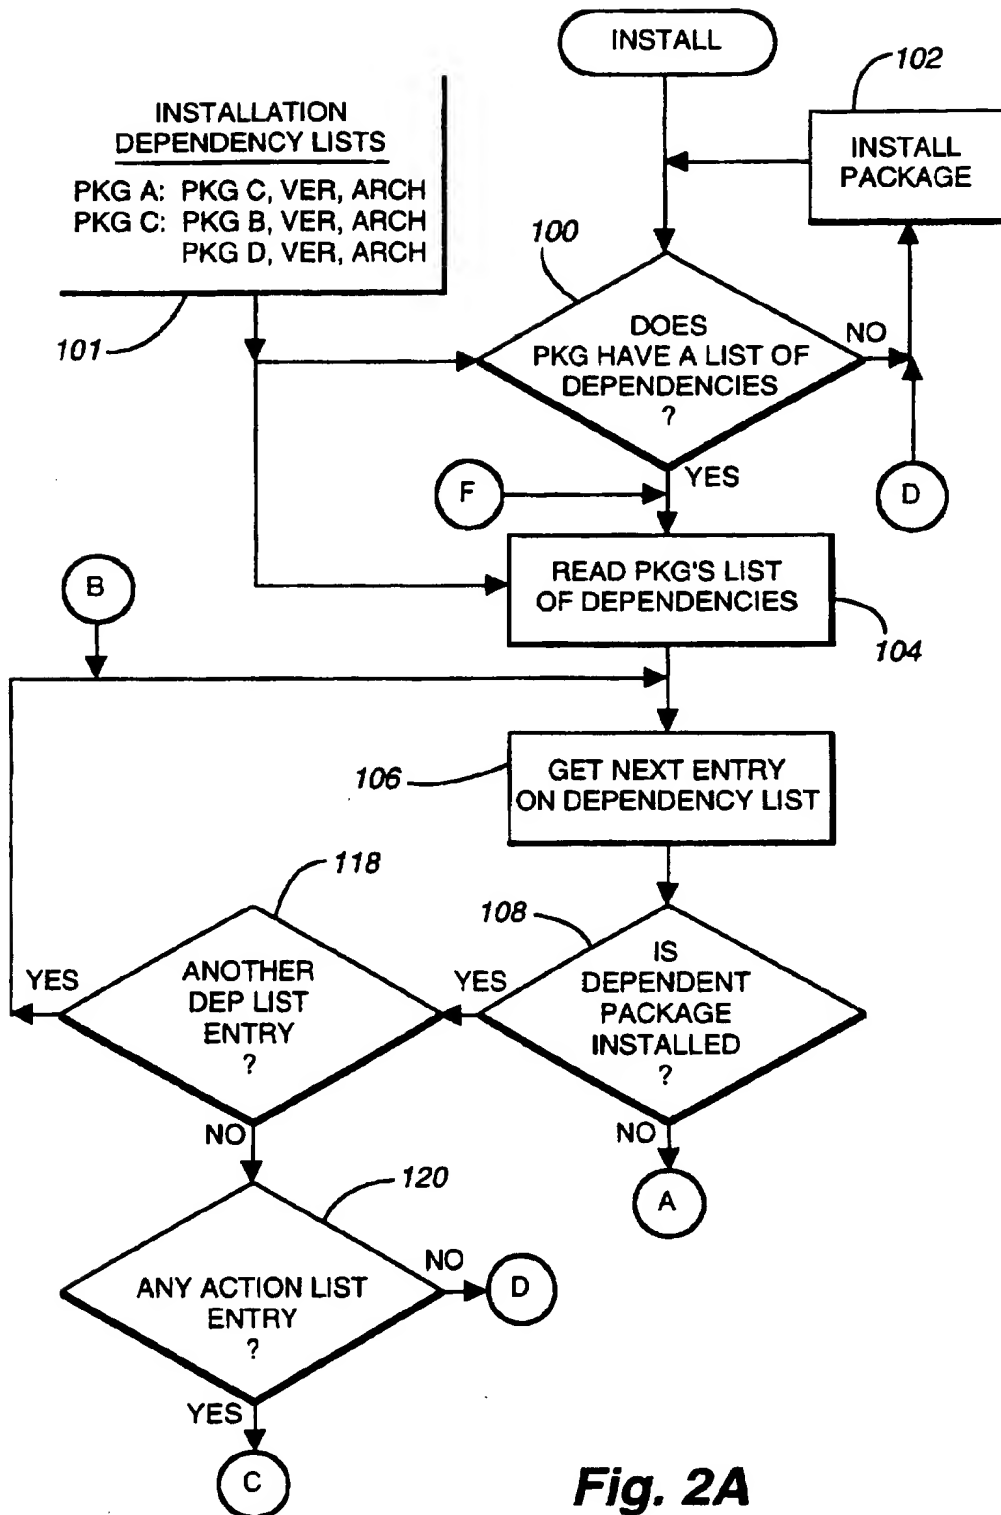 INSTALL
102
INSTALLATION
DEPENDENCY LISTS
PKG A: PKG C, VER, ARCH
PKG C: PKG B, VER, ARCH
PKG D, VER, ARCH
101
INSTALL
PACKAGE
100
DOES
PKG HAVE A LIST OF
DEPENDENCIES
?
NO
YES
F
D
B
READ PKG'S LIST
OF DEPENDENCIES
104
106
GET NEXT ENTRY
ON DEPENDENCY LIST
118
108
YES
ANOTHER
DEP LIST
ENTRY
?
YES
IS
DEPENDENT
PACKAGE
INSTALLED
?
NO
NO
A
120
ANY ACTION LIST
ENTRY
?
NO
D
YES
C
Fig. 2A